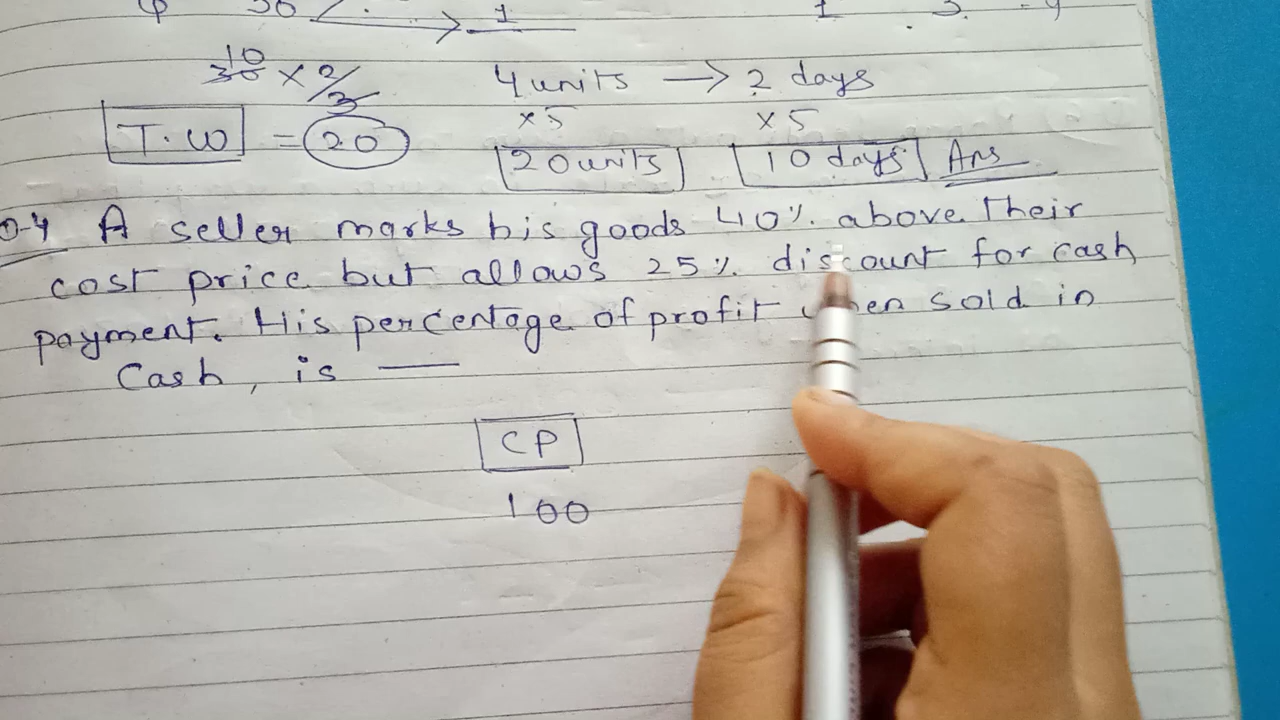 1
10
30 × 2/3
4 units → 2 days
×5 ×5
T.W = 20
20 units 10 days Ans
Q-4 A seller marks his goods 40% above their
cost price but allows 25% discount for cash
payment. His percentage of profit when sold in
Cash, is ___
CP
100